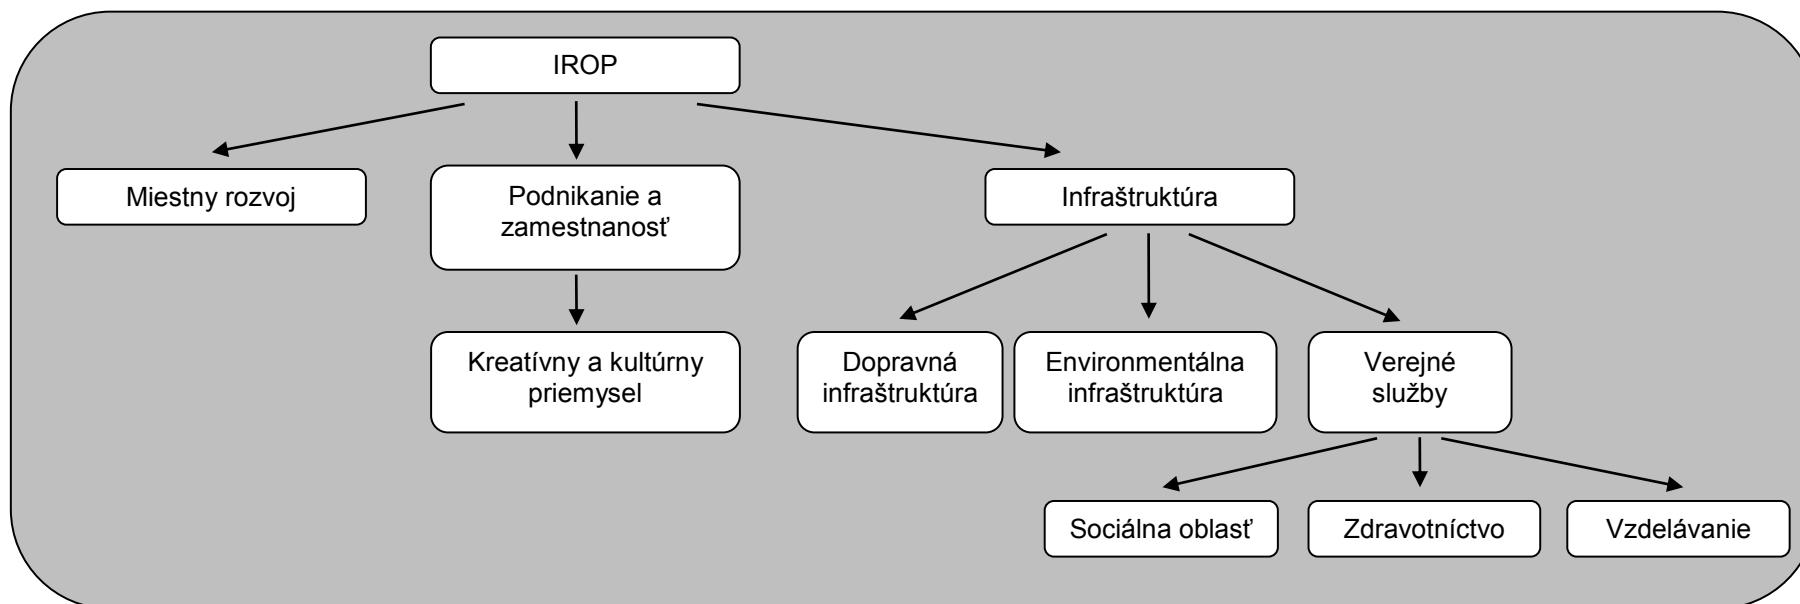 IROP
Miestny rozvoj
Podnikanie a
zamestnanosť
Infraštruktúra
Kreatívny a kultúrny
priemysel
Dopravná
infraštruktúra
Environmentálna
infraštruktúra
Verejné
služby
Sociálna oblasť
Zdravotníctvo
Vzdelávanie